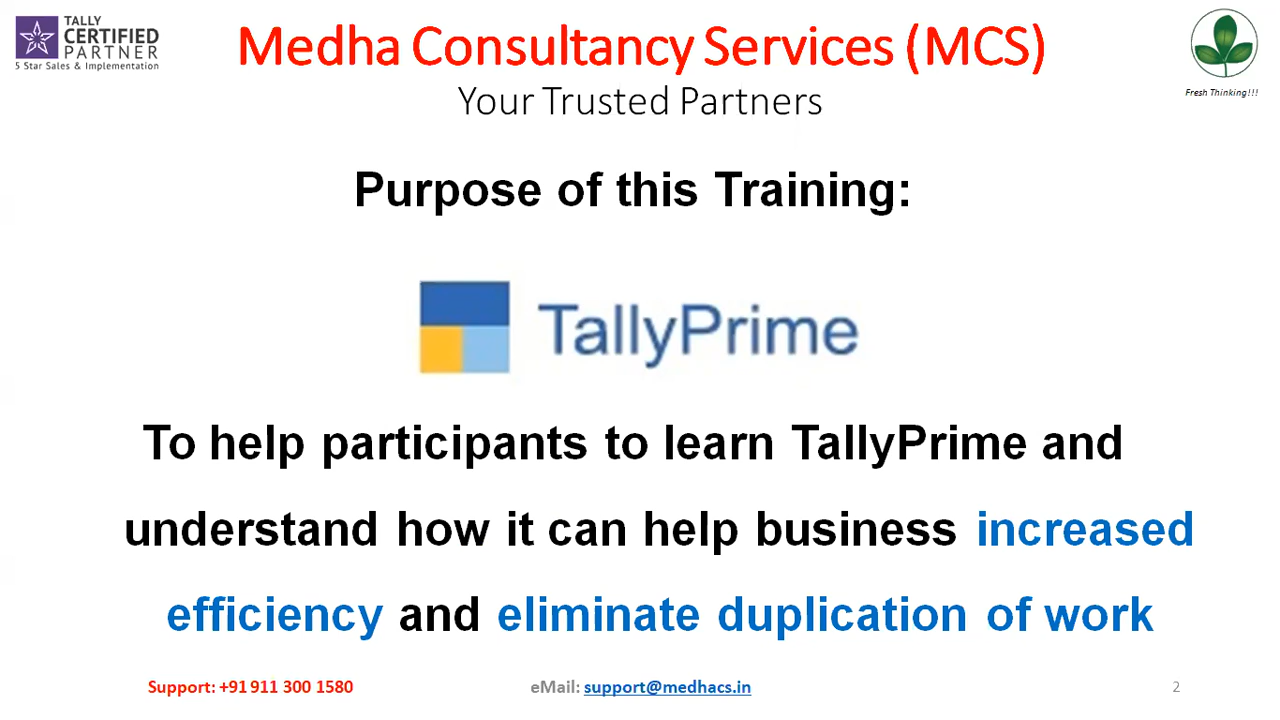 TALLY
CERTIFIED
PARTNER
5 Star Sales & Implementation
Medha Consultancy Services (MCS)
Your Trusted Partners
Fresh Thinking!!!
Purpose of this Training:
TallyPrime
To help participants to learn TallyPrime and
understand how it can help business increased
efficiency and eliminate duplication of work
Support: +91 911 300 1580
eMail: support@medhacs.in
2